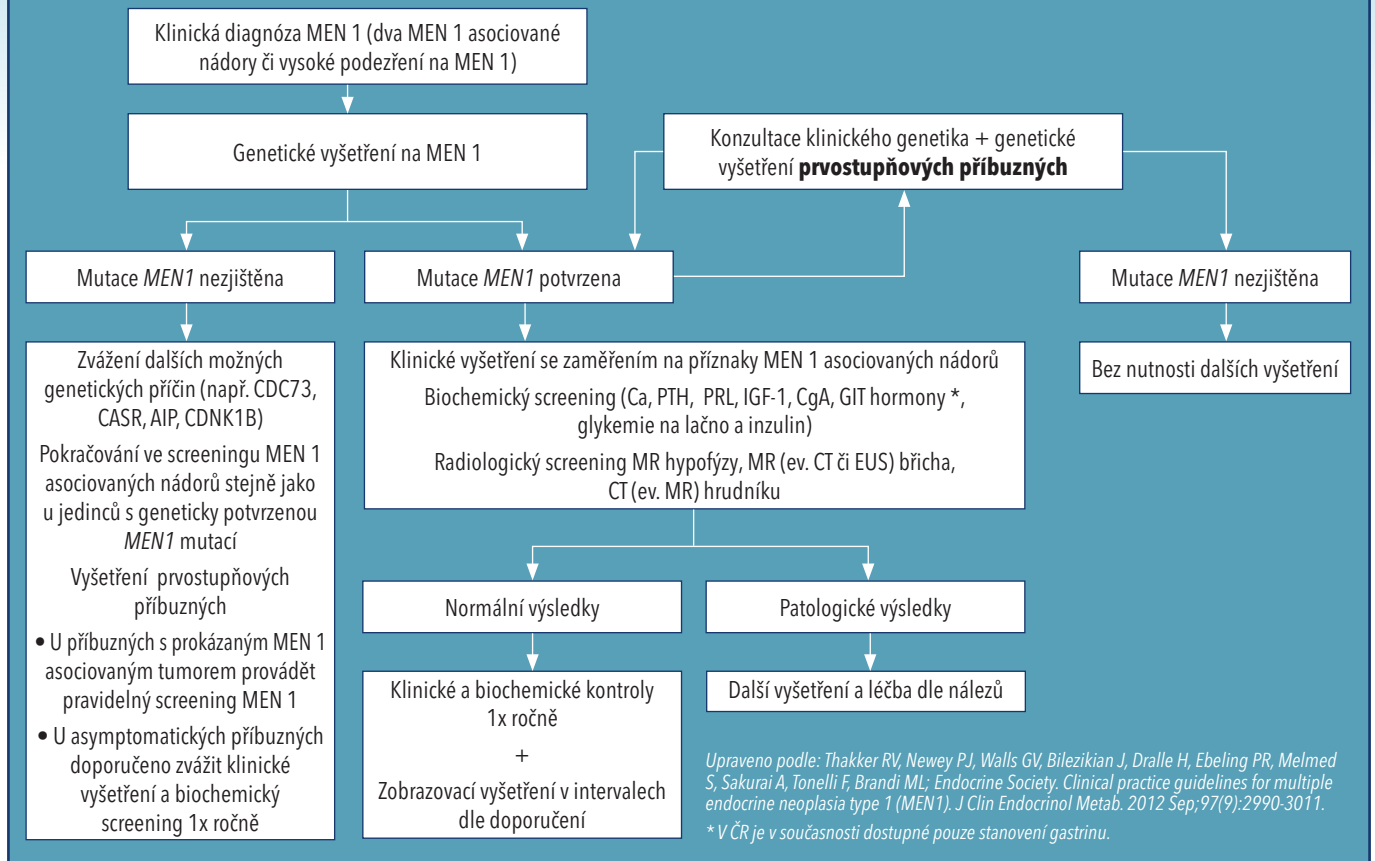 Klinická diagnóza MEN 1 (dva MEN 1 asociované
nádory či vysoké podezření na MEN 1)
Genetické vyšetření na MEN 1
Konzultace klinického genetika + genetické
vyšetření prvostupňových příbuzných
Mutace MEN1 nezjištěna
Mutace MEN1 potvrzena
Mutace MEN1 nezjištěna
Zvážení dalších možných
genetických příčin (např. CDC73,
CASR, AIP, CDNK1B)
Pokračování ve screeningu MEN 1
asociovaných nádorů stejně jako
u jedinců s geneticky potvrzenou
MEN1 mutací
Vyšetření prvostupňových
příbuzných
• U příbuzných s prokázaným MEN 1
asociovaným tumorem provádět
pravidelný screening MEN 1
• U asymptomatických příbuzných
doporučeno zvážit klinické
vyšetření a biochemický
screening 1x ročně
Klinické vyšetření se zaměřením na příznaky MEN 1 asociovaných nádorů
Biochemický screening (Ca, PTH, PRL, IGF-1, CgA, GIT hormony *,
glykemie na lačno a inzulin)
Radiologický screening MR hypofýzy, MR (ev. CT či EUS) břicha,
CT (ev. MR) hrudníku
Bez nutnosti dalších vyšetření
Normální výsledky
Patologické výsledky
Klinické a biochemické kontroly
1x ročně
+
Zobrazovací vyšetření v intervalech
dle doporučení
Další vyšetření a léčba dle nálezů
Upraveno podle: Thakker RV, Newey PJ, Walls GV, Bilezikian J, Dralle H, Ebeling PR, Melmed
S, Sakurai A, Tonelli F, Brandi ML; Endocrine Society. Clinical practice guidelines for multiple
endocrine neoplasia type 1 (MEN1). J Clin Endocrinol Metab. 2012 Sep;97(9):2990-3011.
* V ČR je v současnosti dostupné pouze stanovení gastrinu.